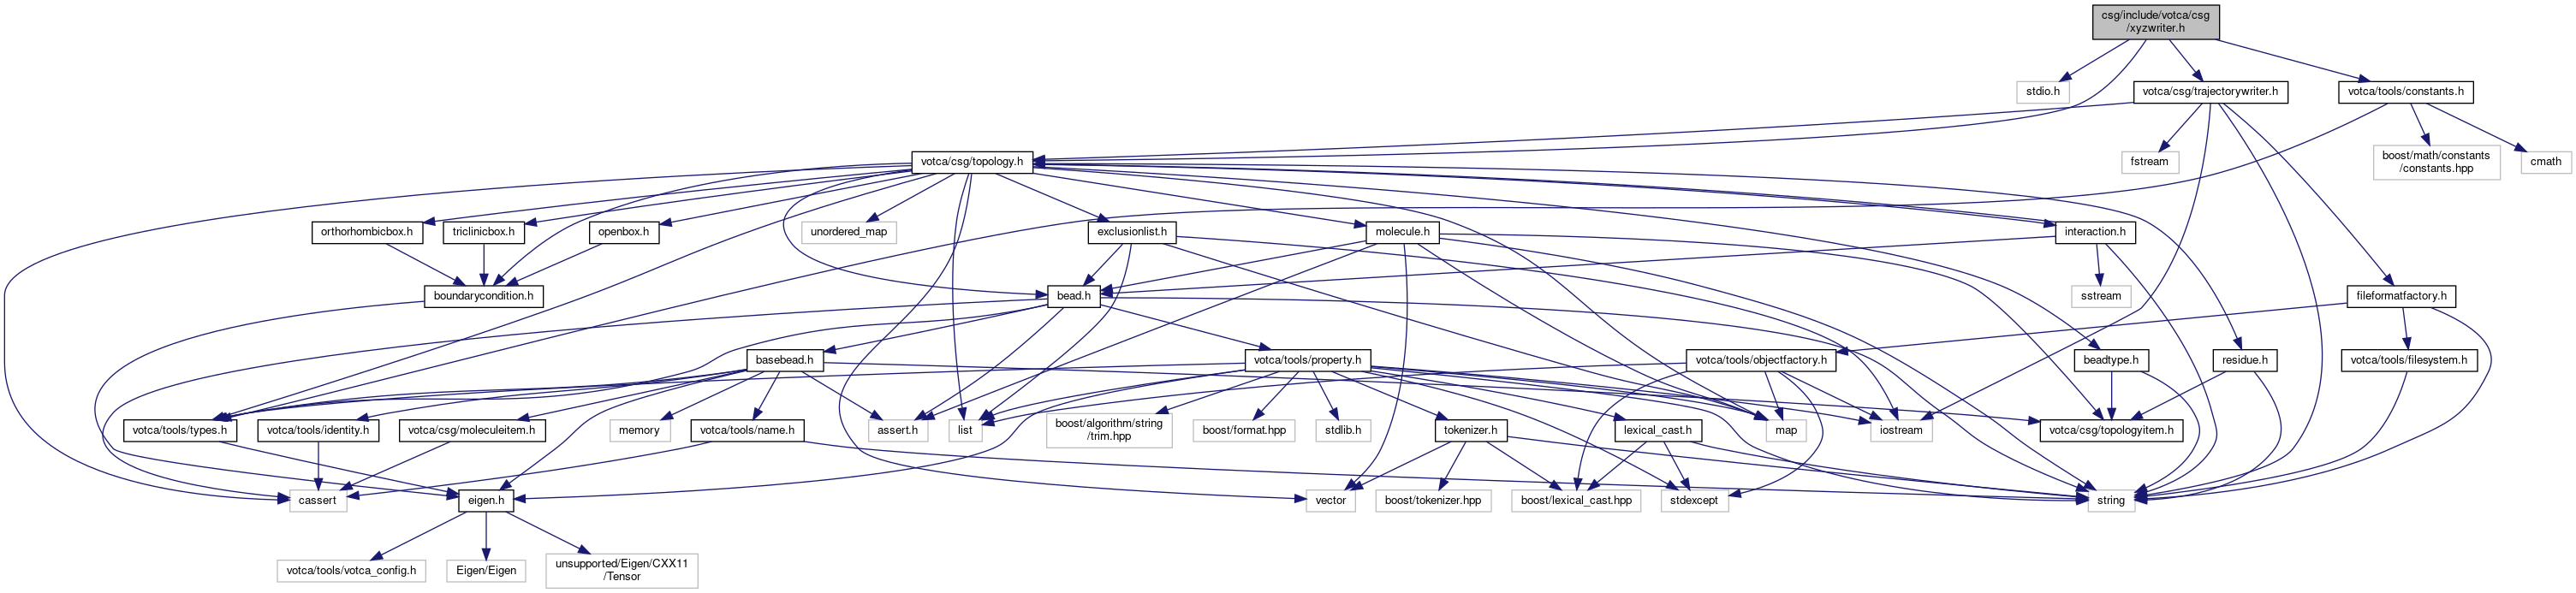 csg/include/votca/csg
/xyzwriter.h
stdio.h
votca/csg/trajectorywriter.h
votca/tools/constants.h
votca/csg/topology.h
fstream
boost/math/constants
/constants.hpp
cmath
orthorhombicbox.h
triclinicbox.h
openbox.h
unordered_map
exclusionlist.h
molecule.h
interaction.h
boundarycondition.h
bead.h
sstream
fileformatfactory.h
basebead.h
votca/tools/property.h
votca/tools/objectfactory.h
beadtype.h
residue.h
votca/tools/filesystem.h
votca/tools/types.h
votca/tools/identity.h
votca/csg/moleculeitem.h
memory
votca/tools/name.h
assert.h
list
boost/algorithm/string
/trim.hpp
boost/format.hpp
stdlib.h
tokenizer.h
lexical_cast.h
map
iostream
votca/csg/topologyitem.h
cassert
eigen.h
vector
boost/tokenizer.hpp
boost/lexical_cast.hpp
stdexcept
string
votca/tools/votca_config.h
Eigen/Eigen
unsupported/Eigen/CXX11
/Tensor